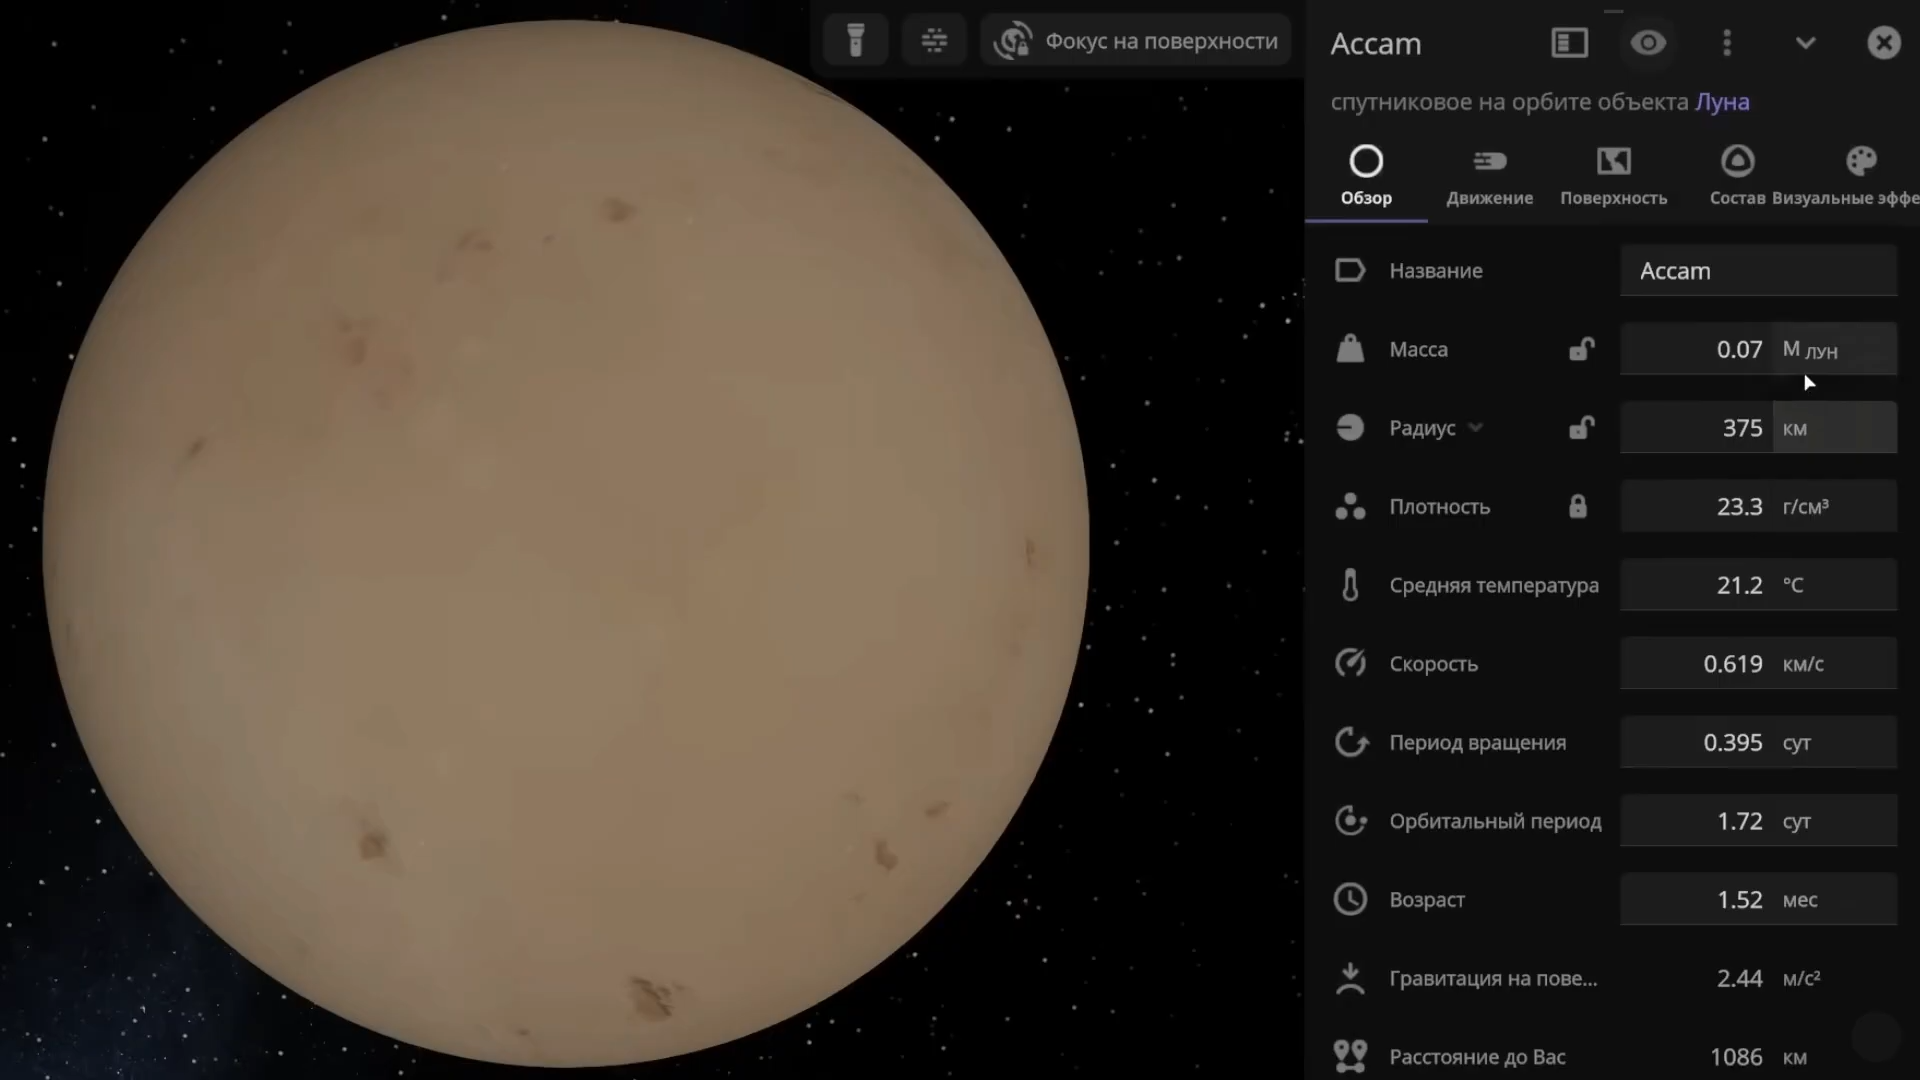 Фокус на поверхности
Accam
спутниковое на орбите объекта Луна
Обзор
Движение
Поверхность
Состав
Визуальные эффе
Название
Accam
Масса
0.07 М ЛУН
Радиус
375 км
Плотность
23.3 г/см³
Средняя температура
21.2 °C
Скорость
0.619 км/с
Период вращения
0.395 сут
Орбитальный период
1.72 сут
Возраст
1.52 мес
Гравитация на пове...
2.44 м/с²
Расстояние до Вас
1086 км